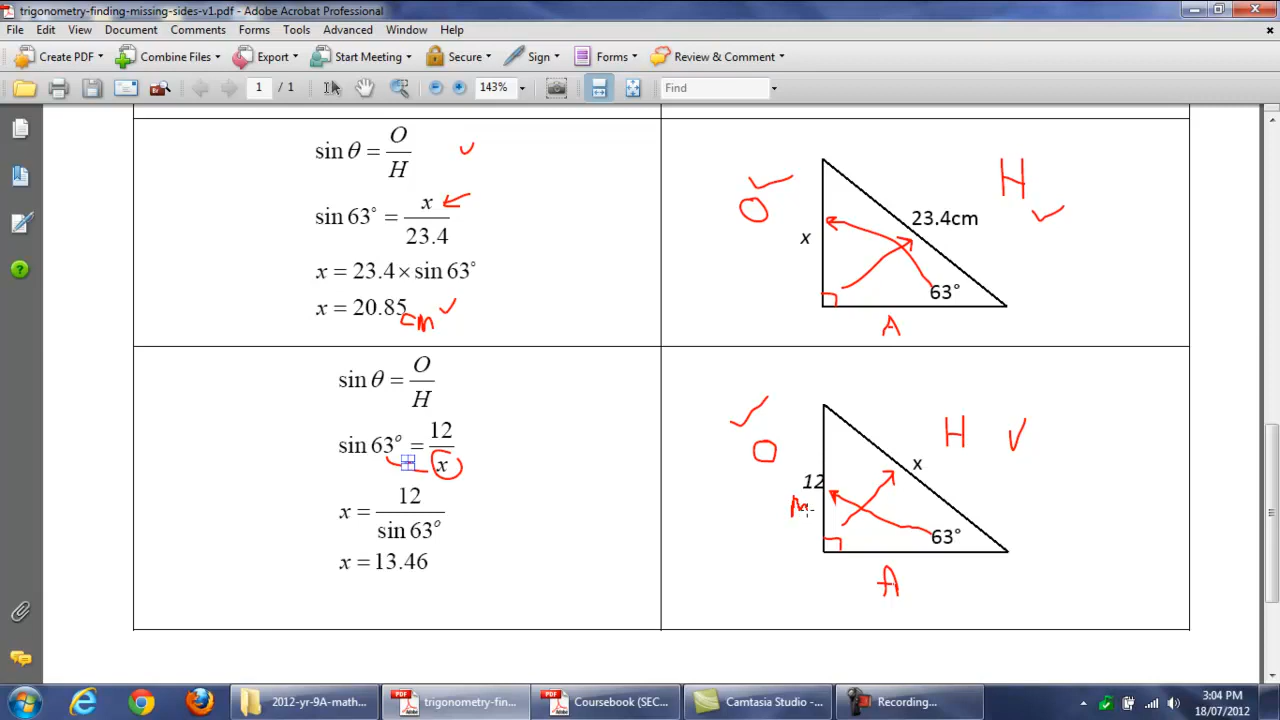 trigonometry-finding-missing-sides-v1.pdf - Adobe Acrobat Professional
File Edit View Document Comments Forms Tools Advanced Window Help
Create PDF Combine Files Export Start Meeting Secure Sign Forms Review & Comment
1 / 1 143% Find
sin θ = O/H
sin 63° = x/23.4
x = 23.4 × sin 63°
x = 20.85
cm
O
H
x
23.4cm
63°
A
sin θ = O/H
sin 63° = 12/x
x = 12/sin 63°
x = 13.46
O
H
x
12
M
63°
A
2012-yr-9A-math... trigonometry-fin... Coursebook (SEC... Camtasia Studio -... Recording...
3:04 PM
18/07/2012